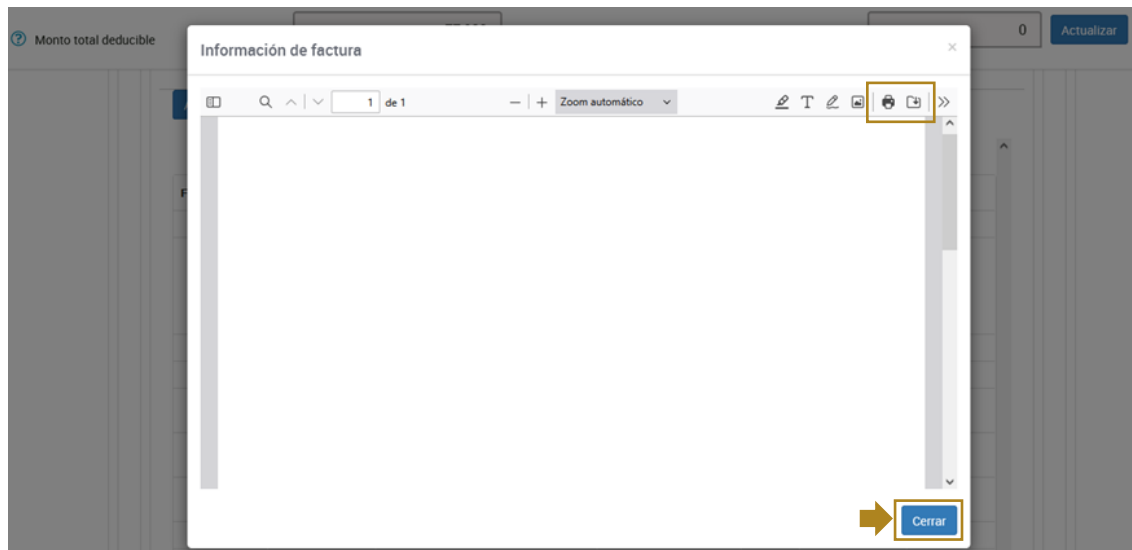 Monto total deducible
0
Actualizar
Información de factura
1 de 1
Zoom automático
T
F
Cerrar